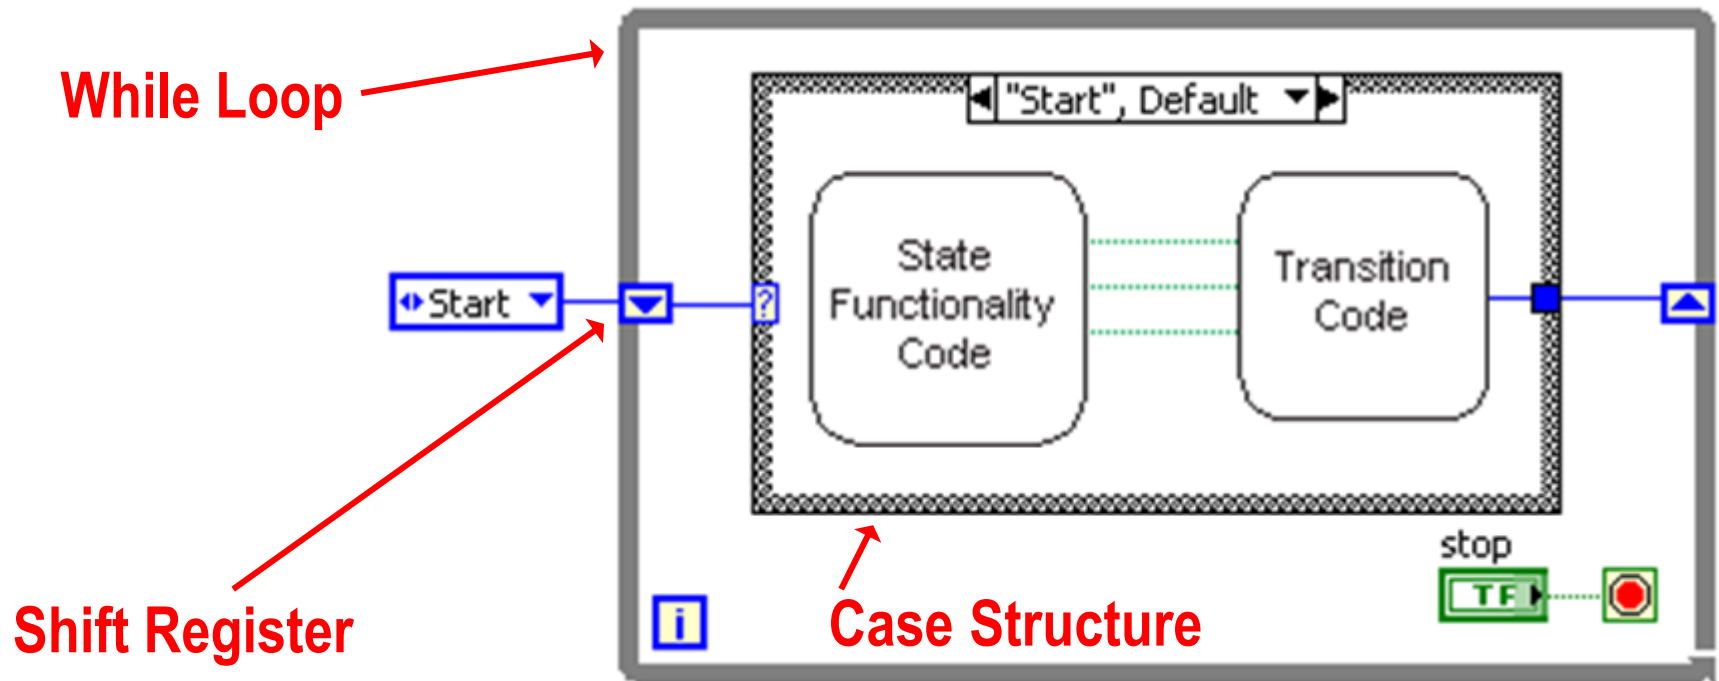 While Loop
"Start", Default
State
Functionality
Code
Transition
Code
Start
?
stop
TF
i
Shift Register
Case Structure